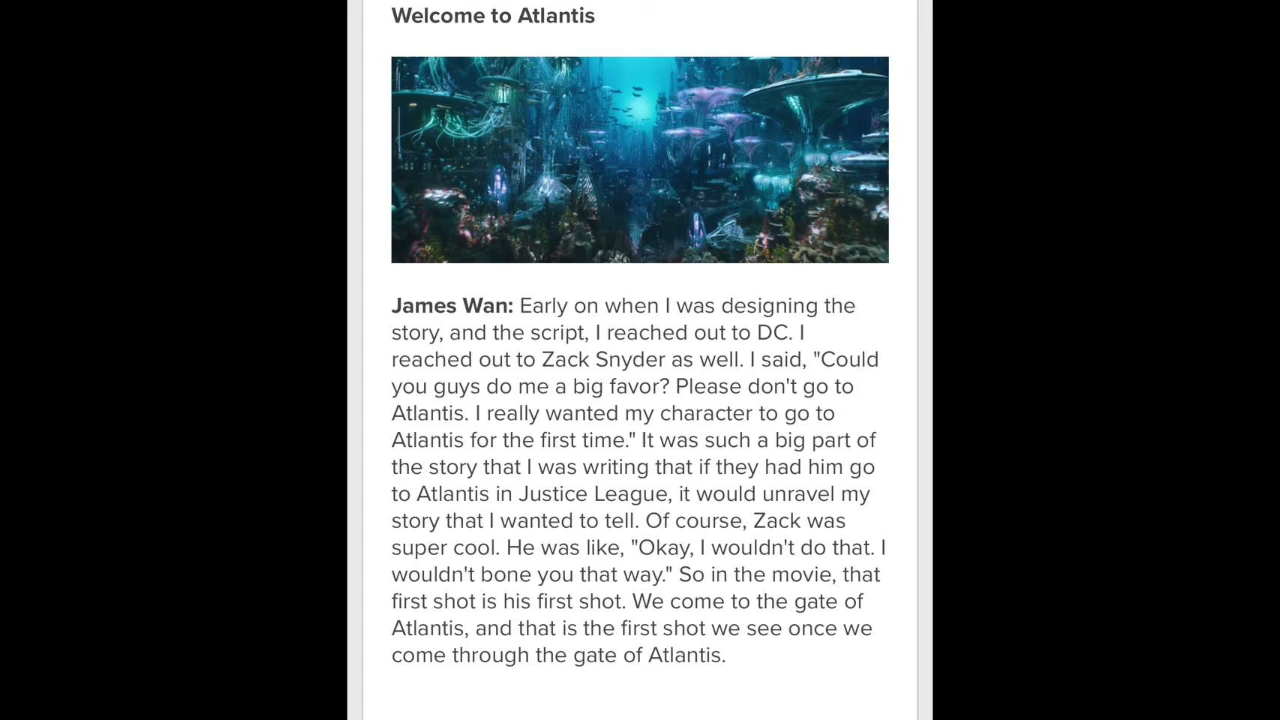 Welcome to Atlantis
James Wan: Early on when I was designing the
story, and the script, I reached out to DC. I
reached out to Zack Snyder as well. I said, "Could
you guys do me a big favor? Please don't go to
Atlantis. I really wanted my character to go to
Atlantis for the first time." It was such a big part of
the story that I was writing that if they had him go
to Atlantis in Justice League, it would unravel my
story that I wanted to tell. Of course, Zack was
super cool. He was like, "Okay, I wouldn't do that. I
wouldn't bone you that way." So in the movie, that
first shot is his first shot. We come to the gate of
Atlantis, and that is the first shot we see once we
come through the gate of Atlantis.